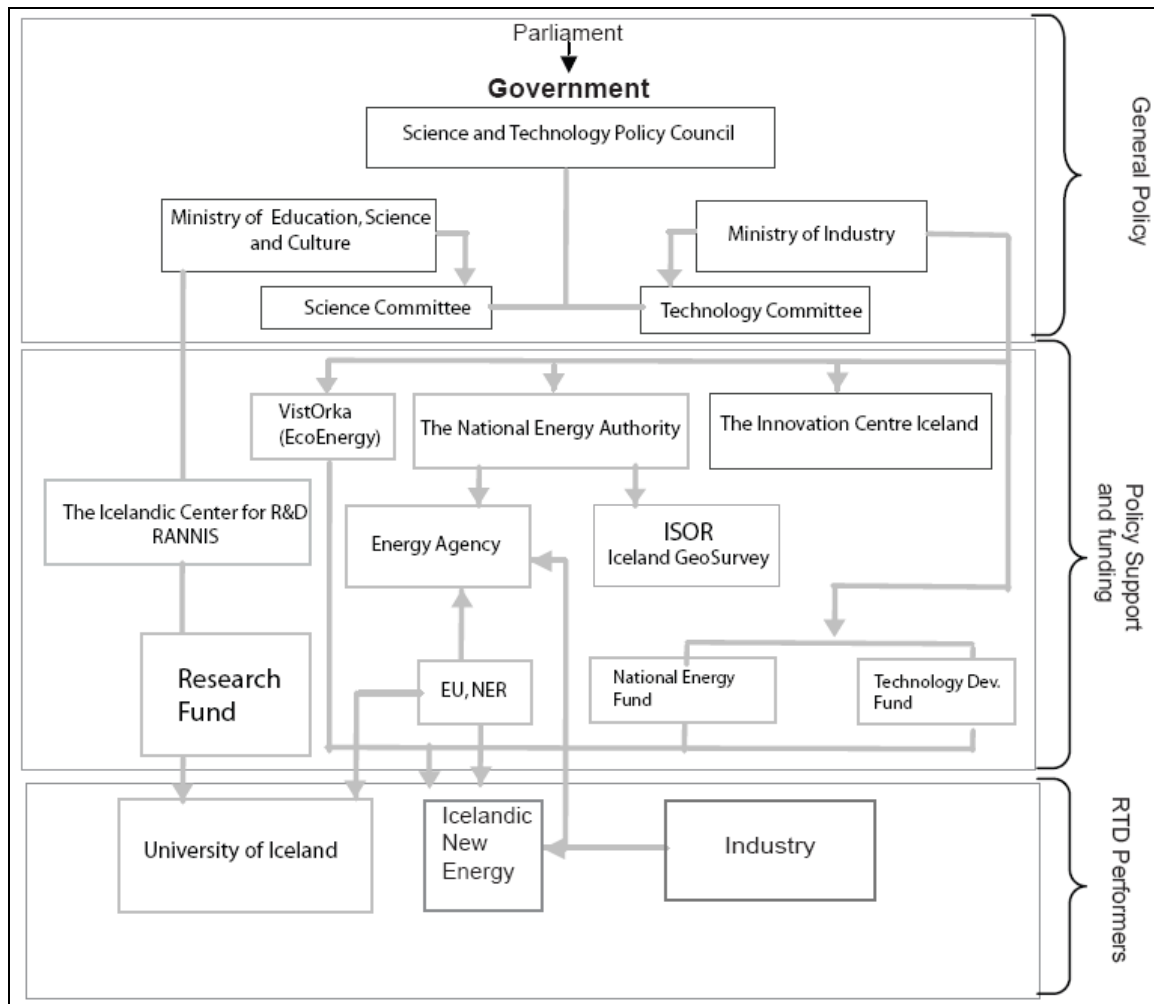 Parliament
Government
Science and Technology Policy Council
General Policy
Ministry of Education, Science
and Culture
Ministry of Industry
Science Committee
Technology Committee
VistOrka
(EcoEnergy)
The National Energy Authority
The Innovation Centre Iceland
Policy Support
and funding
The Icelandic Center for R&D
RANNIS
Energy Agency
ISOR
Iceland GeoSurvey
Research
Fund
EU, NER
National Energy
Fund
Technology Dev.
Fund
University of Iceland
Icelandic
New
Energy
Industry
RTD Performers